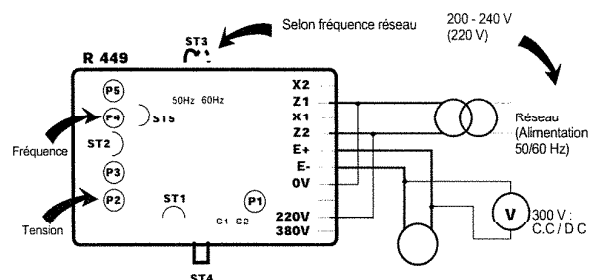 Selon fréquence réseau
200 - 240 V
(220 V)
ST3
R 449
X2
P5
50Hz 60Hz
Z1
P4
ST5
X1
Réseau
(Alimentation
50/60 Hz)
ST2
Z2
Fréquence
E+
P3
E-
0V
P2
ST1
P1
Tension
C1 C2
220V
380V
V
300 V :
C.C / D C
ST4